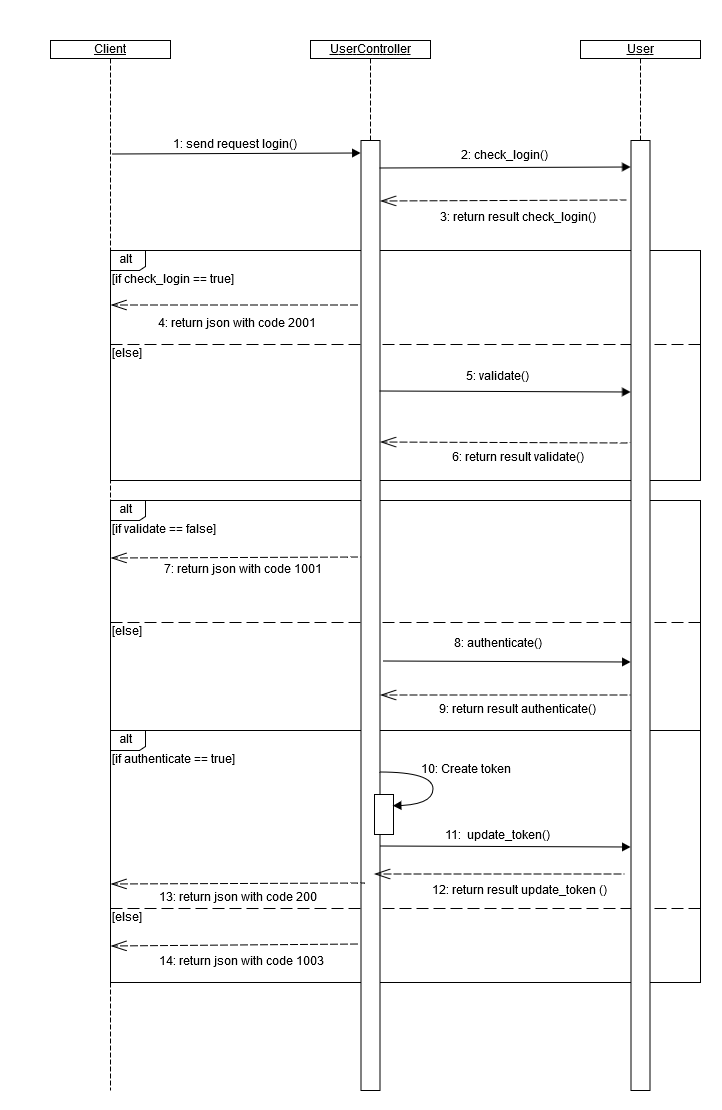 Client
UserController
User
1: send request login()
2: check_login()
3: return result check_login()
alt
[if check_login == true]
4: return json with code 2001
[else]
5: validate()
6: return result validate()
alt
[if validate == false]
7: return json with code 1001
[else]
8: authenticate()
9: return result authenticate()
alt
[if authenticate == true]
10: Create token
11:  update_token()
12: return result update_token ()
13: return json with code 200
[else]
14: return json with code 1003